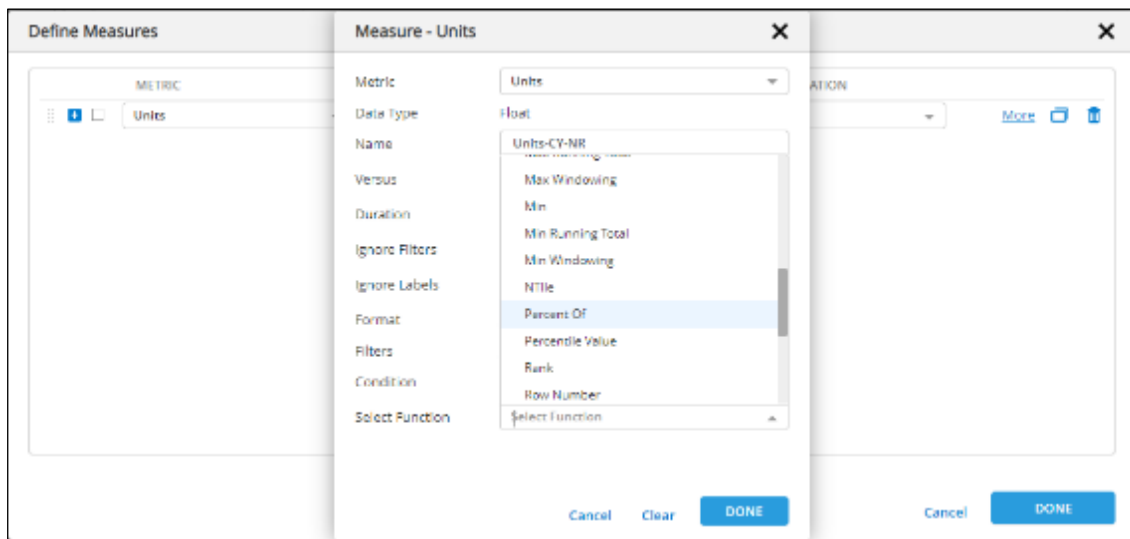 Define Measures
METRIC
ATION
Units
More
Measure - Units
Metric
Units
Data Type
Float
Name
Units-CY-NR
Versus
Duration
Ignore Filters
Ignore Labels
Format
Filters
Condition
Select Function
Max Windowing
Min
Min Running Total
Min Windowing
NTile
Percent Of
Percentile Value
Rank
Row Number
Select Function
Cancel
Clear
DONE
Cancel
DONE